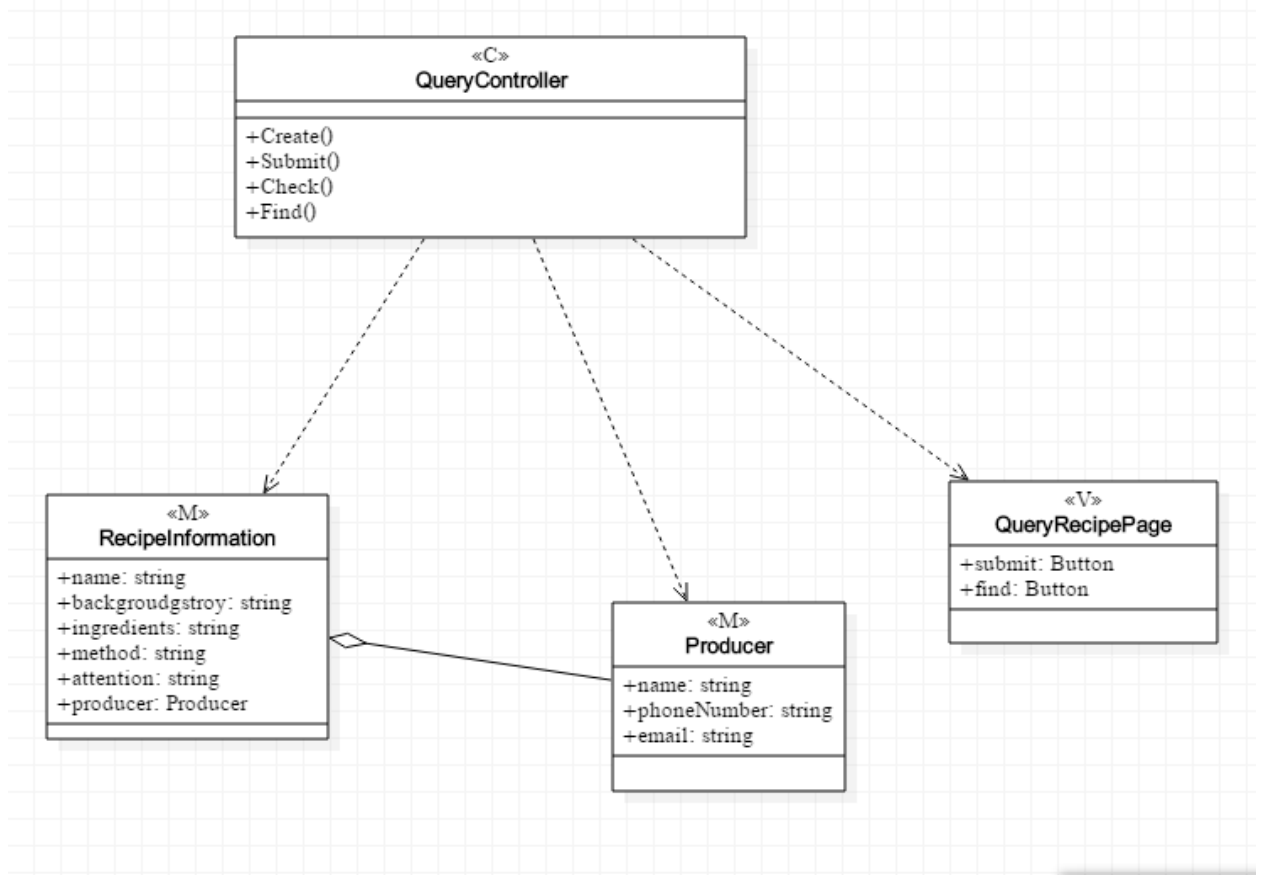 «C»
QueryController
+Create()
+Submit()
+Check()
+Find()
«M»
RecipeInformation
+name: string
+backgroudgstroy: string
+ingredients: string
+method: string
+attention: string
+producer: Producer
«M»
Producer
+name: string
+phoneNumber: string
+email: string
«V»
QueryRecipePage
+submit: Button
+find: Button